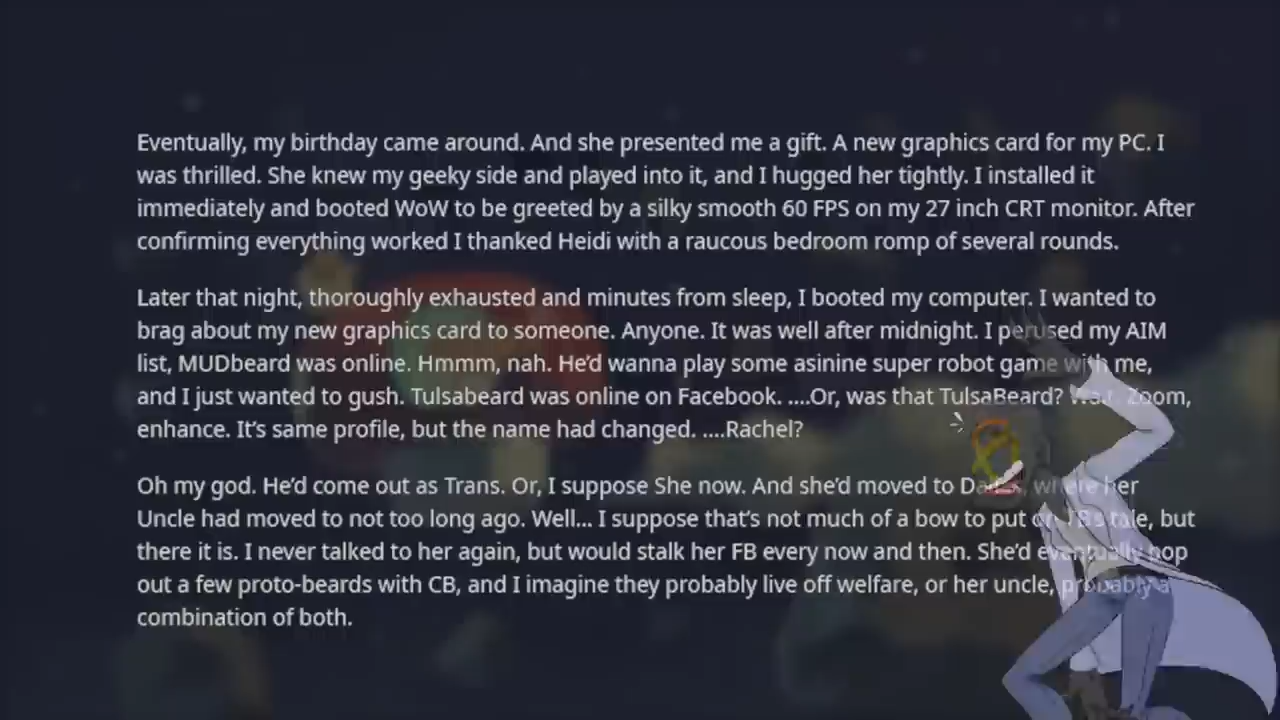 Eventually, my birthday came around. And she presented me a gift. A new graphics card for my PC. I
was thrilled. She knew my geeky side and played into it, and I hugged her tightly. I installed it
immediately and booted WoW to be greeted by a silky smooth 60 FPS on my 27 inch CRT monitor. After
confirming everything worked I thanked Heidi with a raucous bedroom romp of several rounds.
Later that night, thoroughly exhausted and minutes from sleep, I booted my computer. I wanted to
brag about my new graphics card to someone. Anyone. It was well after midnight. I perused my AIM
list, MUDbeard was online. Hmmm, nah. He'd wanna play some asinine super robot game with me,
and I just wanted to gush. Tulsabeard was online on Facebook. ....Or, was that TulsaBeard? Zoom,
enhance. It's same profile, but the name had changed. ....Rachel?
Oh my god. He'd come out as Trans. Or, I suppose She now. And she'd moved to where her
Uncle had moved to not too long ago. Well... I suppose that's not much of a bow to put on TB's tale, but
there it is. I never talked to her again, but would stalk her FB every now and then. She'd eventually pop
out a few proto-beards with CB, and I imagine they probably live off welfare, or her uncle, probably a
combination of both.